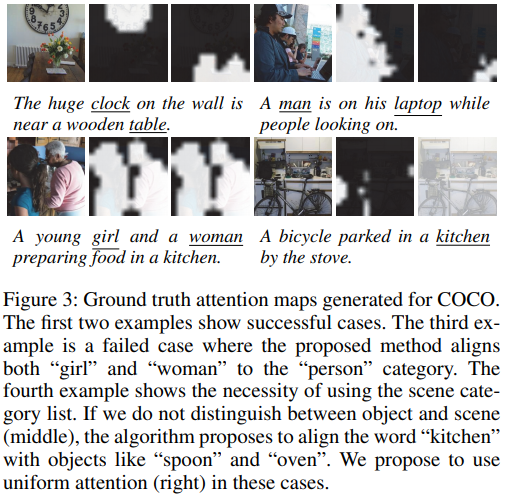 The huge clock on the wall is
near a wooden table.
A man is on his laptop while
people looking on.
A young girl and a woman
preparing food in a kitchen.
A bicycle parked in a kitchen
by the stove.
Figure 3: Ground truth attention maps generated for COCO.
The first two examples show successful cases. The third ex-
ample is a failed case where the proposed method aligns
both “girl” and “woman” to the “person” category. The
fourth example shows the necessity of using the scene cate-
gory list. If we do not distinguish between object and scene
(middle), the algorithm proposes to align the word “kitchen”
with objects like “spoon” and “oven”. We propose to use
uniform attention (right) in these cases.